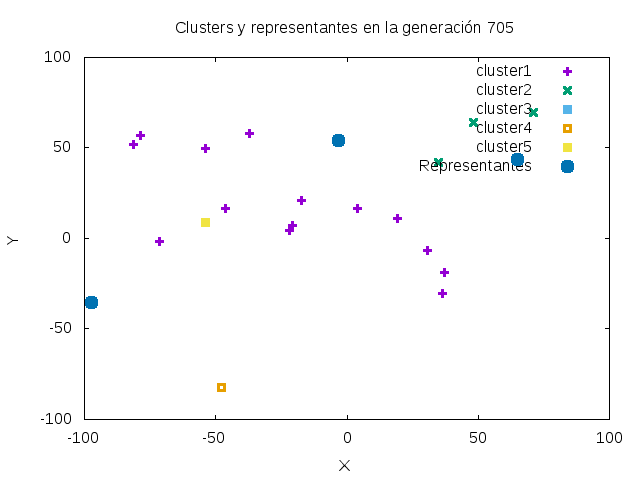 Clusters y representantes en la generación 705
100
50
0
-50
-100
-100
-50
0
50
100
Y
X
cluster1
cluster2
cluster3
cluster4
cluster5
Representantes